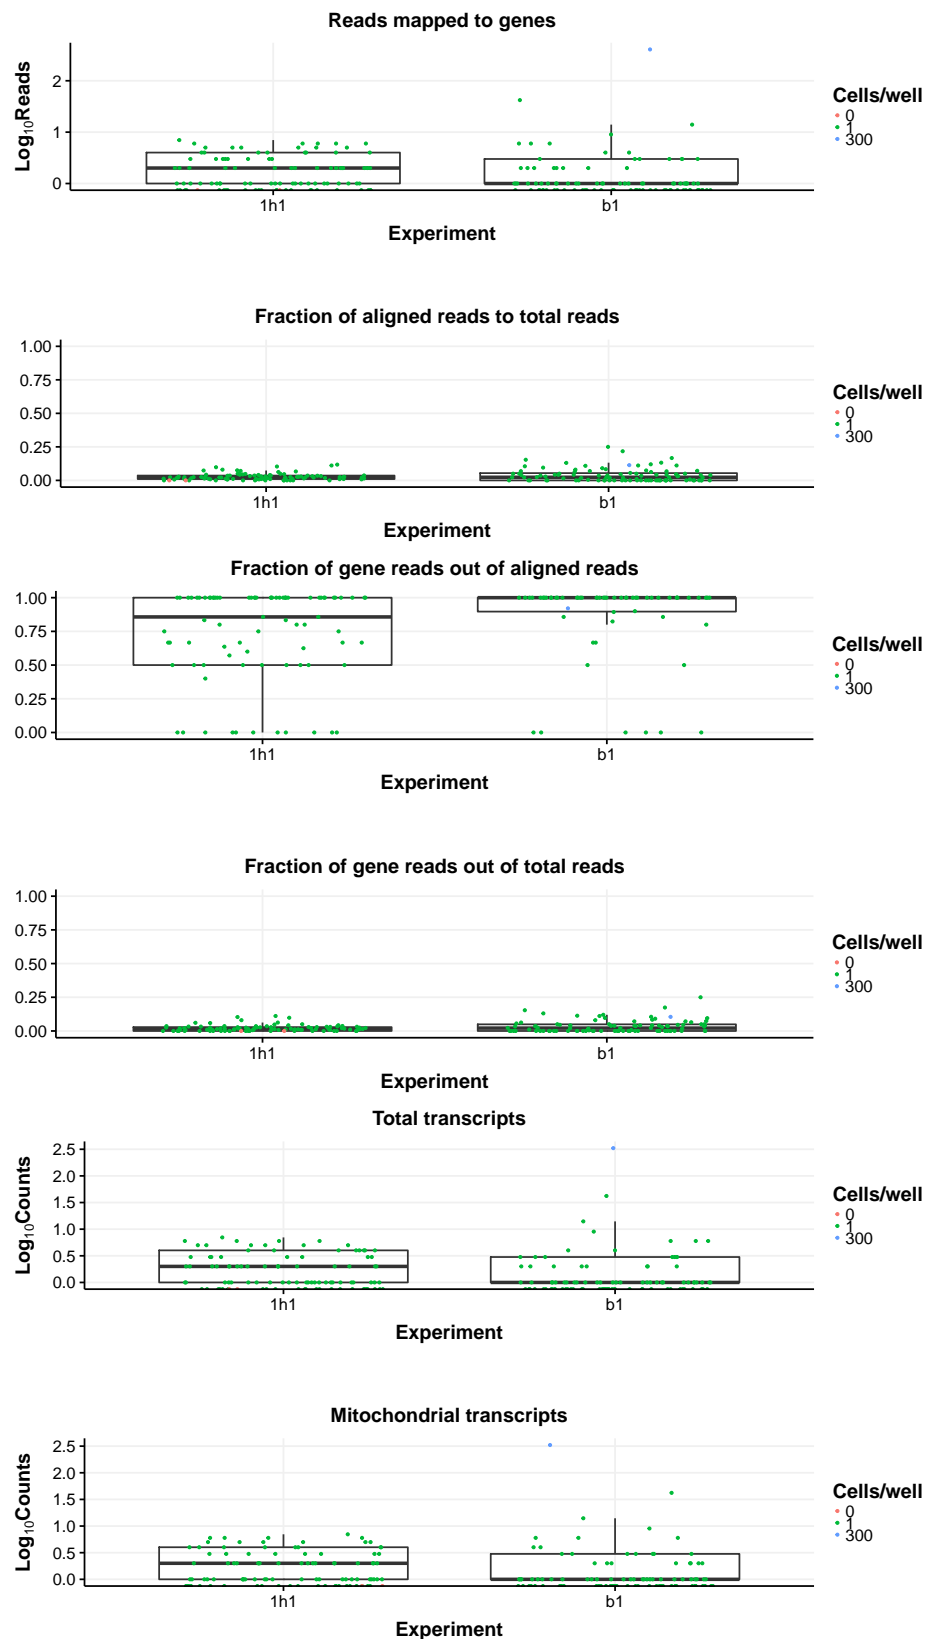 Reads mapped to genes
Log10Reads
2
1
0
1h1
b1
Experiment
Cells/well
0
1
300
Fraction of aligned reads to total reads
1.00
0.75
0.50
0.25
0.00
1h1
b1
Experiment
Cells/well
0
1
300
Fraction of gene reads out of aligned reads
1.00
0.75
0.50
0.25
0.00
1h1
b1
Experiment
Cells/well
0
1
300
Fraction of gene reads out of total reads
1.00
0.75
0.50
0.25
0.00
1h1
b1
Experiment
Cells/well
0
1
300
Total transcripts
Log10Counts
2.5
2.0
1.5
1.0
0.5
0.0
1h1
b1
Experiment
Cells/well
0
1
300
Mitochondrial transcripts
Log10Counts
2.5
2.0
1.5
1.0
0.5
0.0
1h1
b1
Experiment
Cells/well
0
1
300